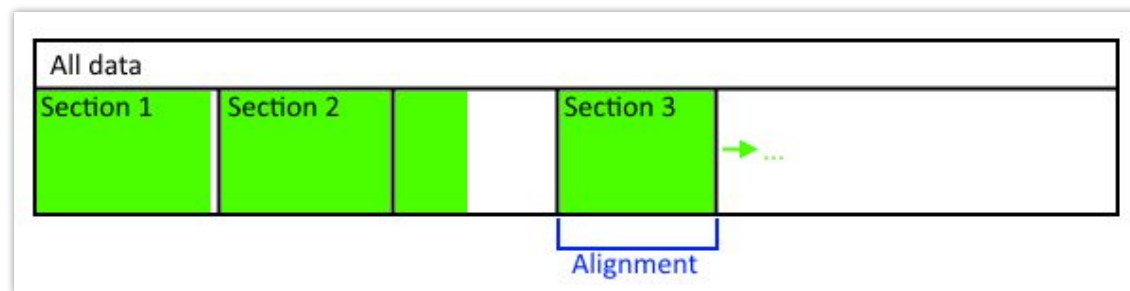 All data
Section 1
Section 2
Section 3
...
Alignment